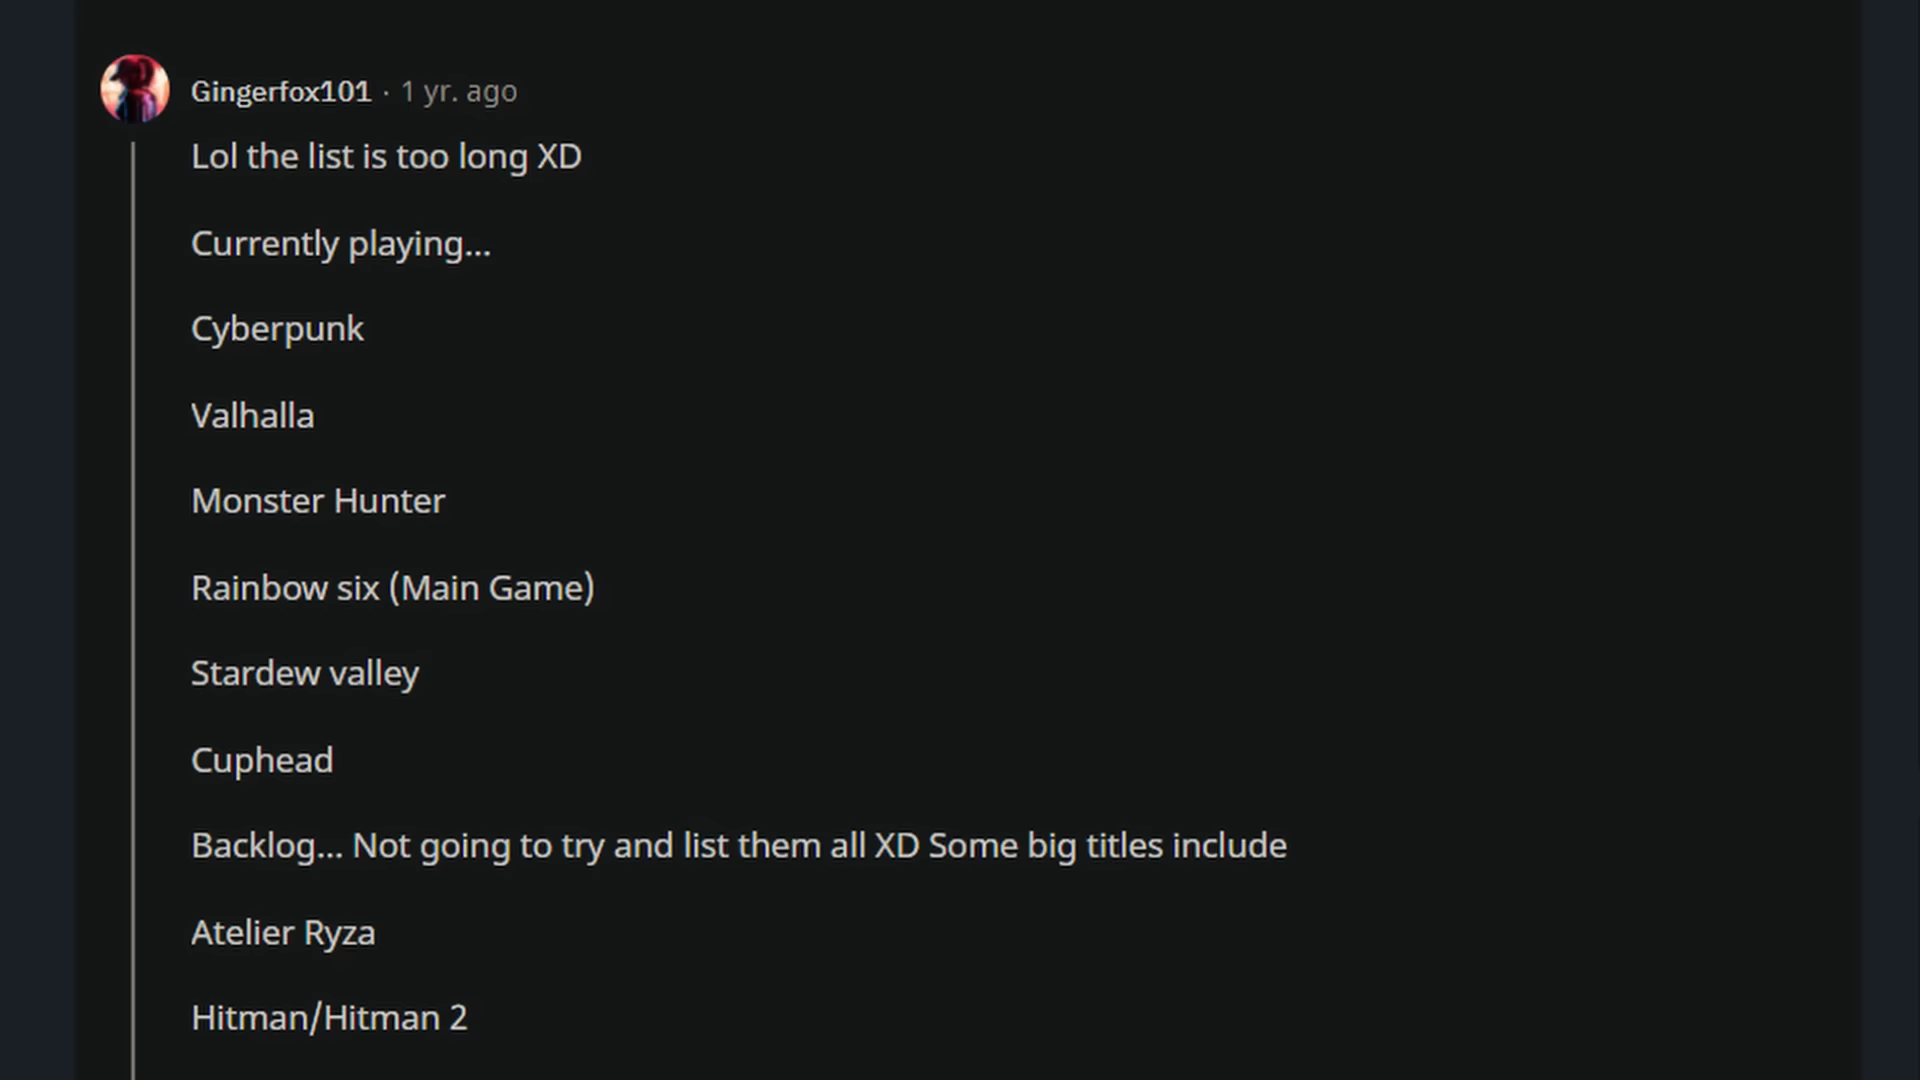 Gingerfox101 · 1 yr. ago
Lol the list is too long XD
Currently playing...
Cyberpunk
Valhalla
Monster Hunter
Rainbow six (Main Game)
Stardew valley
Cuphead
Backlog... Not going to try and list them all XD Some big titles include
Atelier Ryza
Hitman/Hitman 2